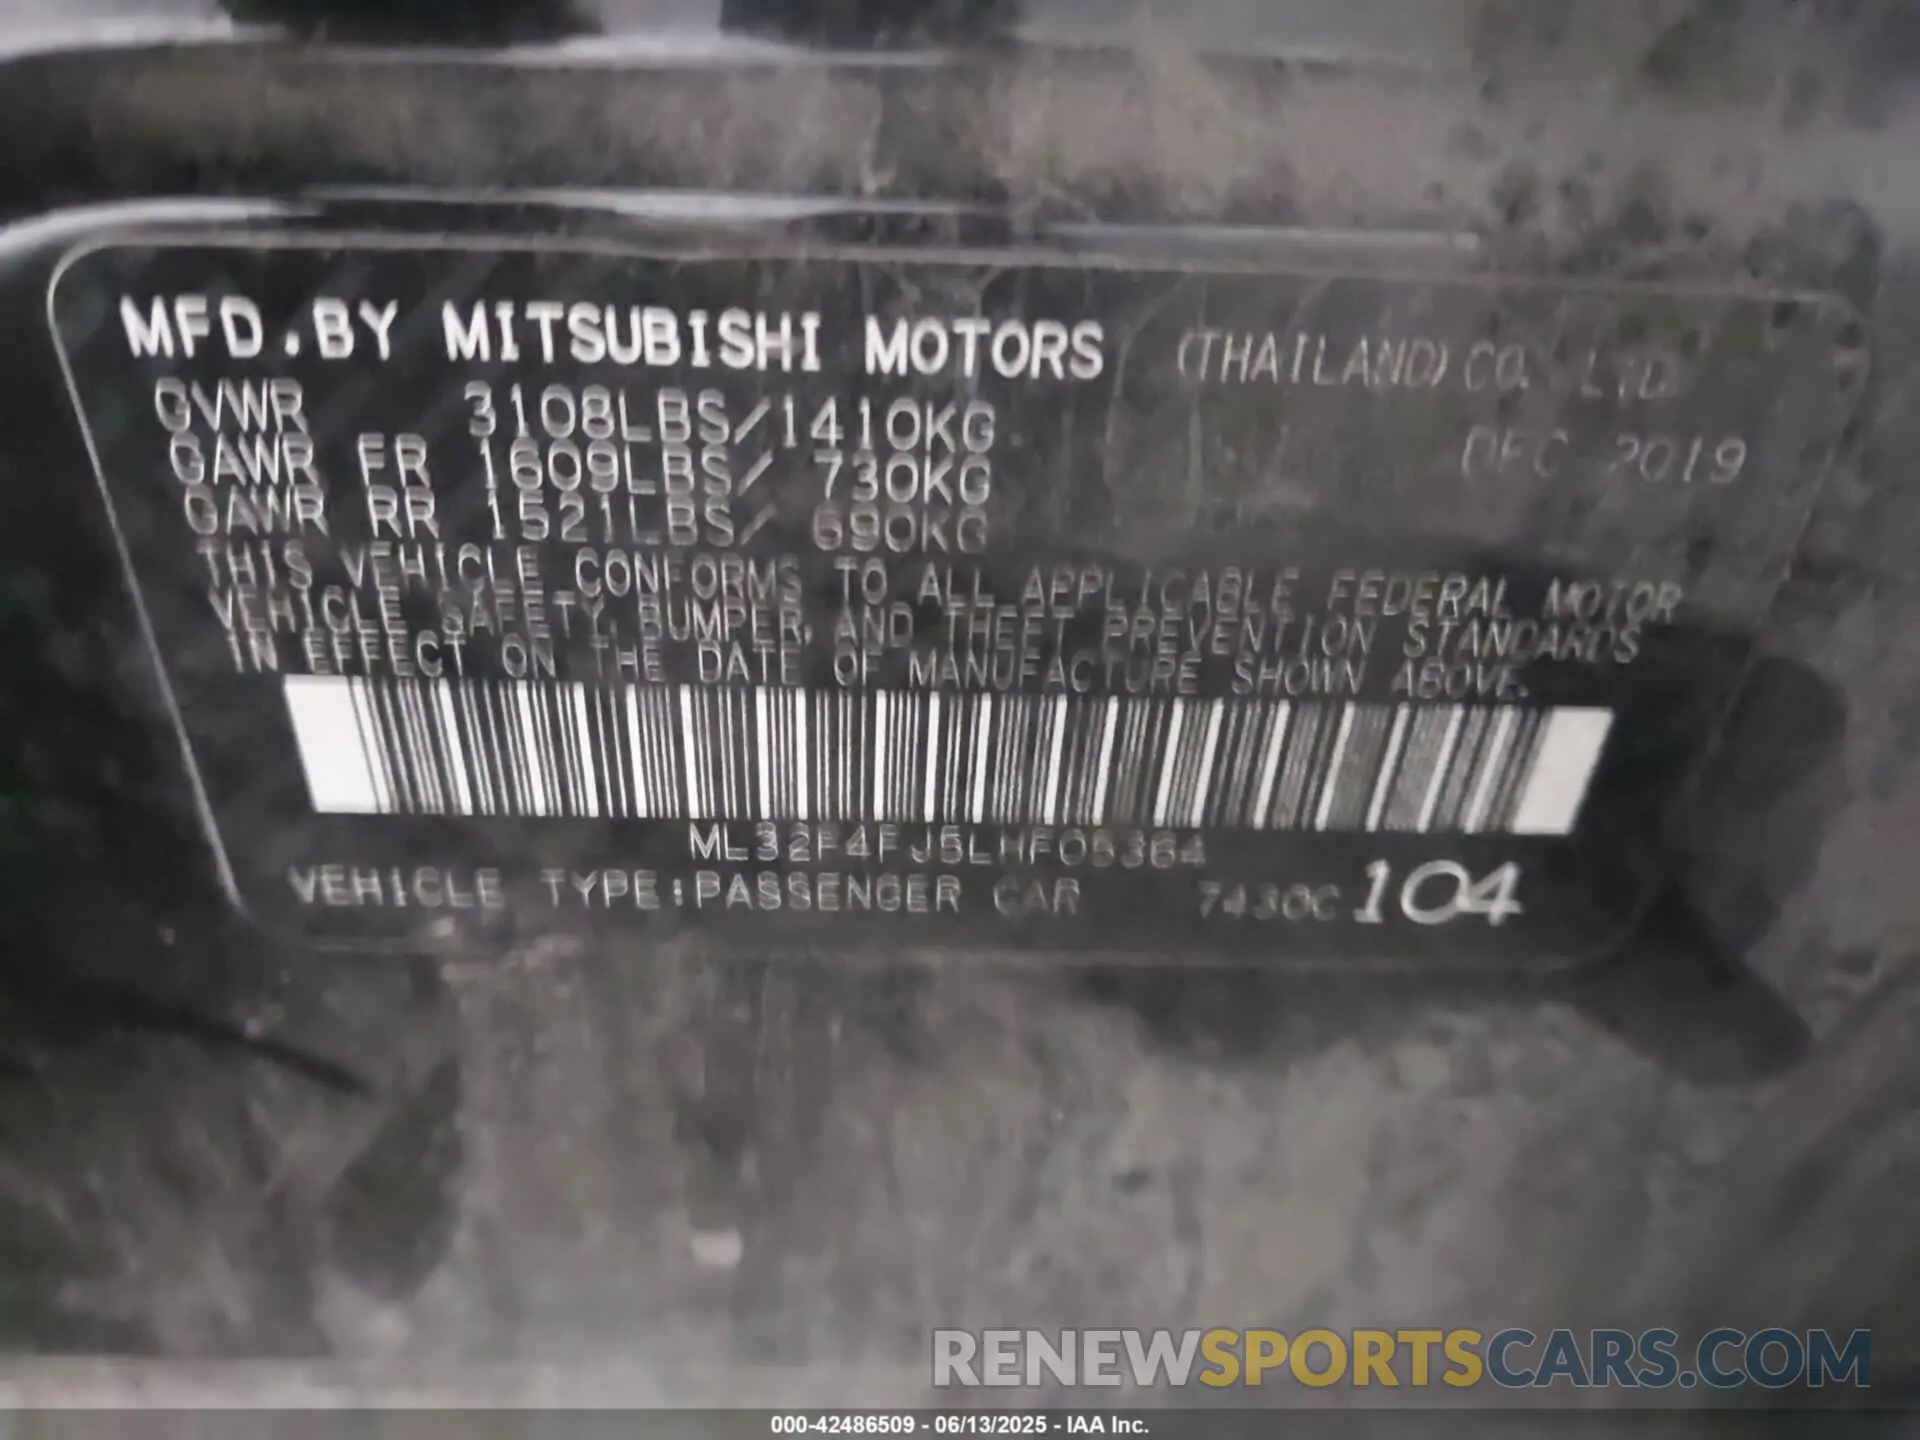 MFD.BY MITSUBISHI MOTORS (THAILAND) CO. LTD.
GVWR 3108LBS/1410KG
DEC 2019
GAWR FR 1609LBS/ 730KG
GAWR RR 1521LBS/ 690KG
THIS VEHICLE CONFORMS TO ALL APPLICABLE FEDERAL MOTOR
VEHICLE SAFETY, BUMPER, AND THEFT PREVENTION STANDARDS
IN EFFECT ON THE DATE OF MANUFACTURE SHOWN ABOVE.
ML32F4FJ5LHF05364
VEHICLE TYPE:PASSENGER CAR 7430C 104
RENEWSPORTSCARS.COM
000-42486509 - 06/13/2025 - IAA Inc.